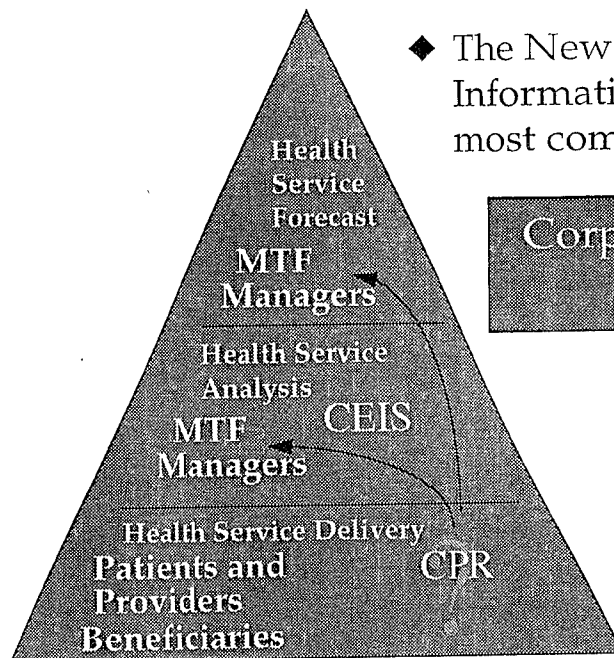 ◆ The New
Informati
most com
Health
Service
Forecast
MTF
Managers
Corp
Health Service
Analysis
MTF
Managers
CEIS
Health Service Delivery
Patients and
Providers
Beneficiaries
CPR